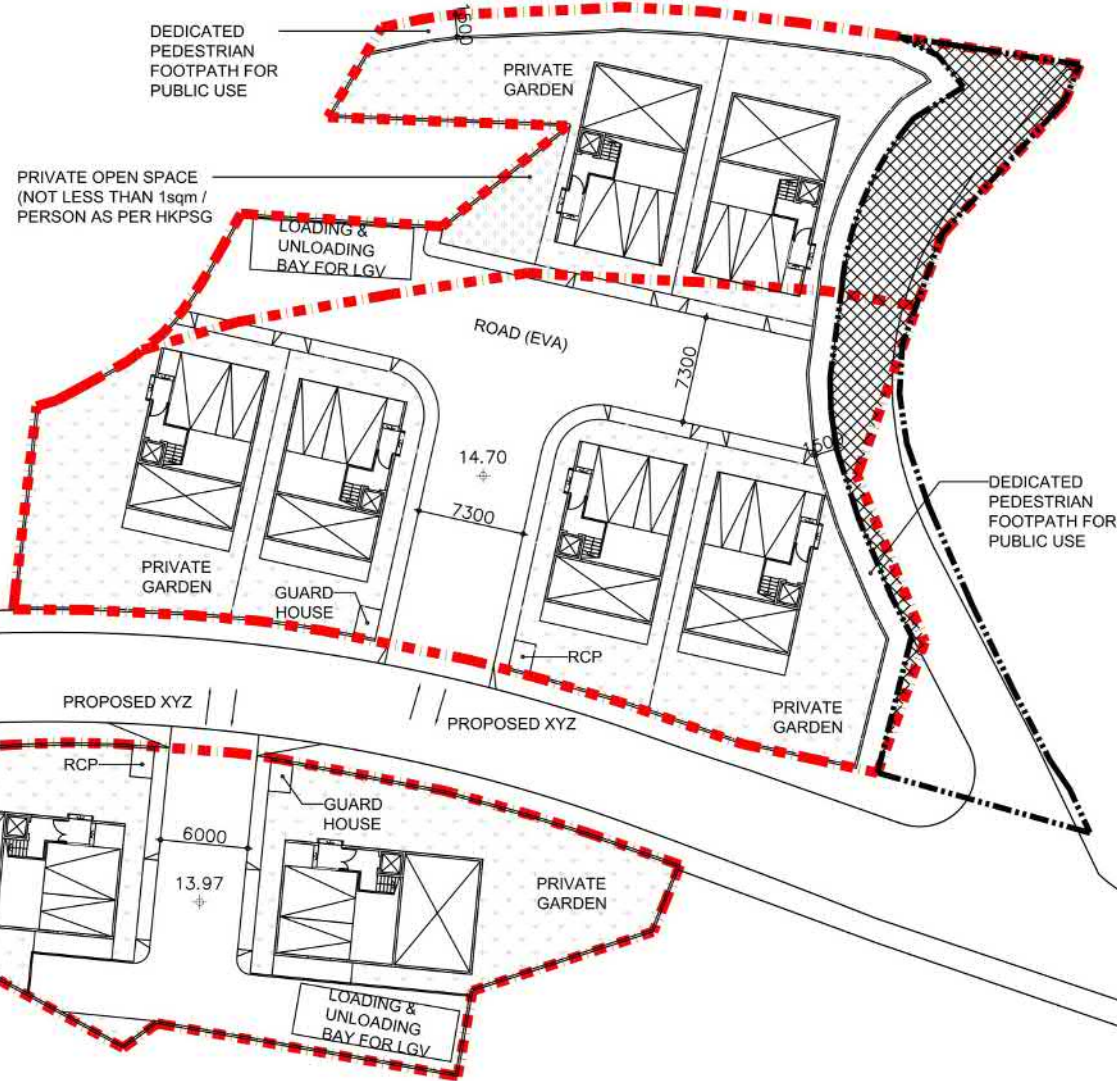 DEDICATED
PEDESTRIAN
FOOTPATH FOR
PUBLIC USE
1500
PRIVATE
GARDEN
PRIVATE OPEN SPACE
(NOT LESS THAN 1sqm /
PERSON AS PER HKPSG
LOADING &
UNLOADING
BAY FOR LGV
ROAD (EVA)
7300
14.70
7300
1500
DEDICATED
PEDESTRIAN
FOOTPATH FOR
PUBLIC USE
PRIVATE
GARDEN
GUARD
HOUSE
RCP
PROPOSED XYZ
PROPOSED XYZ
PRIVATE
GARDEN
RCP
GUARD
HOUSE
6000
13.97
PRIVATE
GARDEN
LOADING &
UNLOADING
BAY FOR LGV